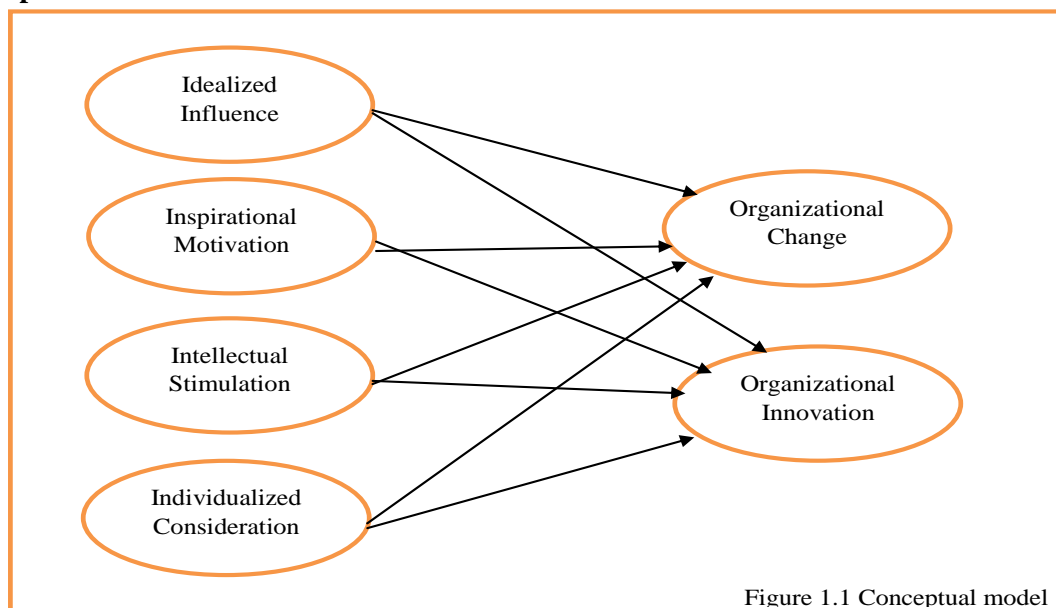 Idealized
Influence
Inspirational
Motivation
Intellectual
Stimulation
Individualized
Consideration
Organizational
Change
Organizational
Innovation
Figure 1.1 Conceptual model